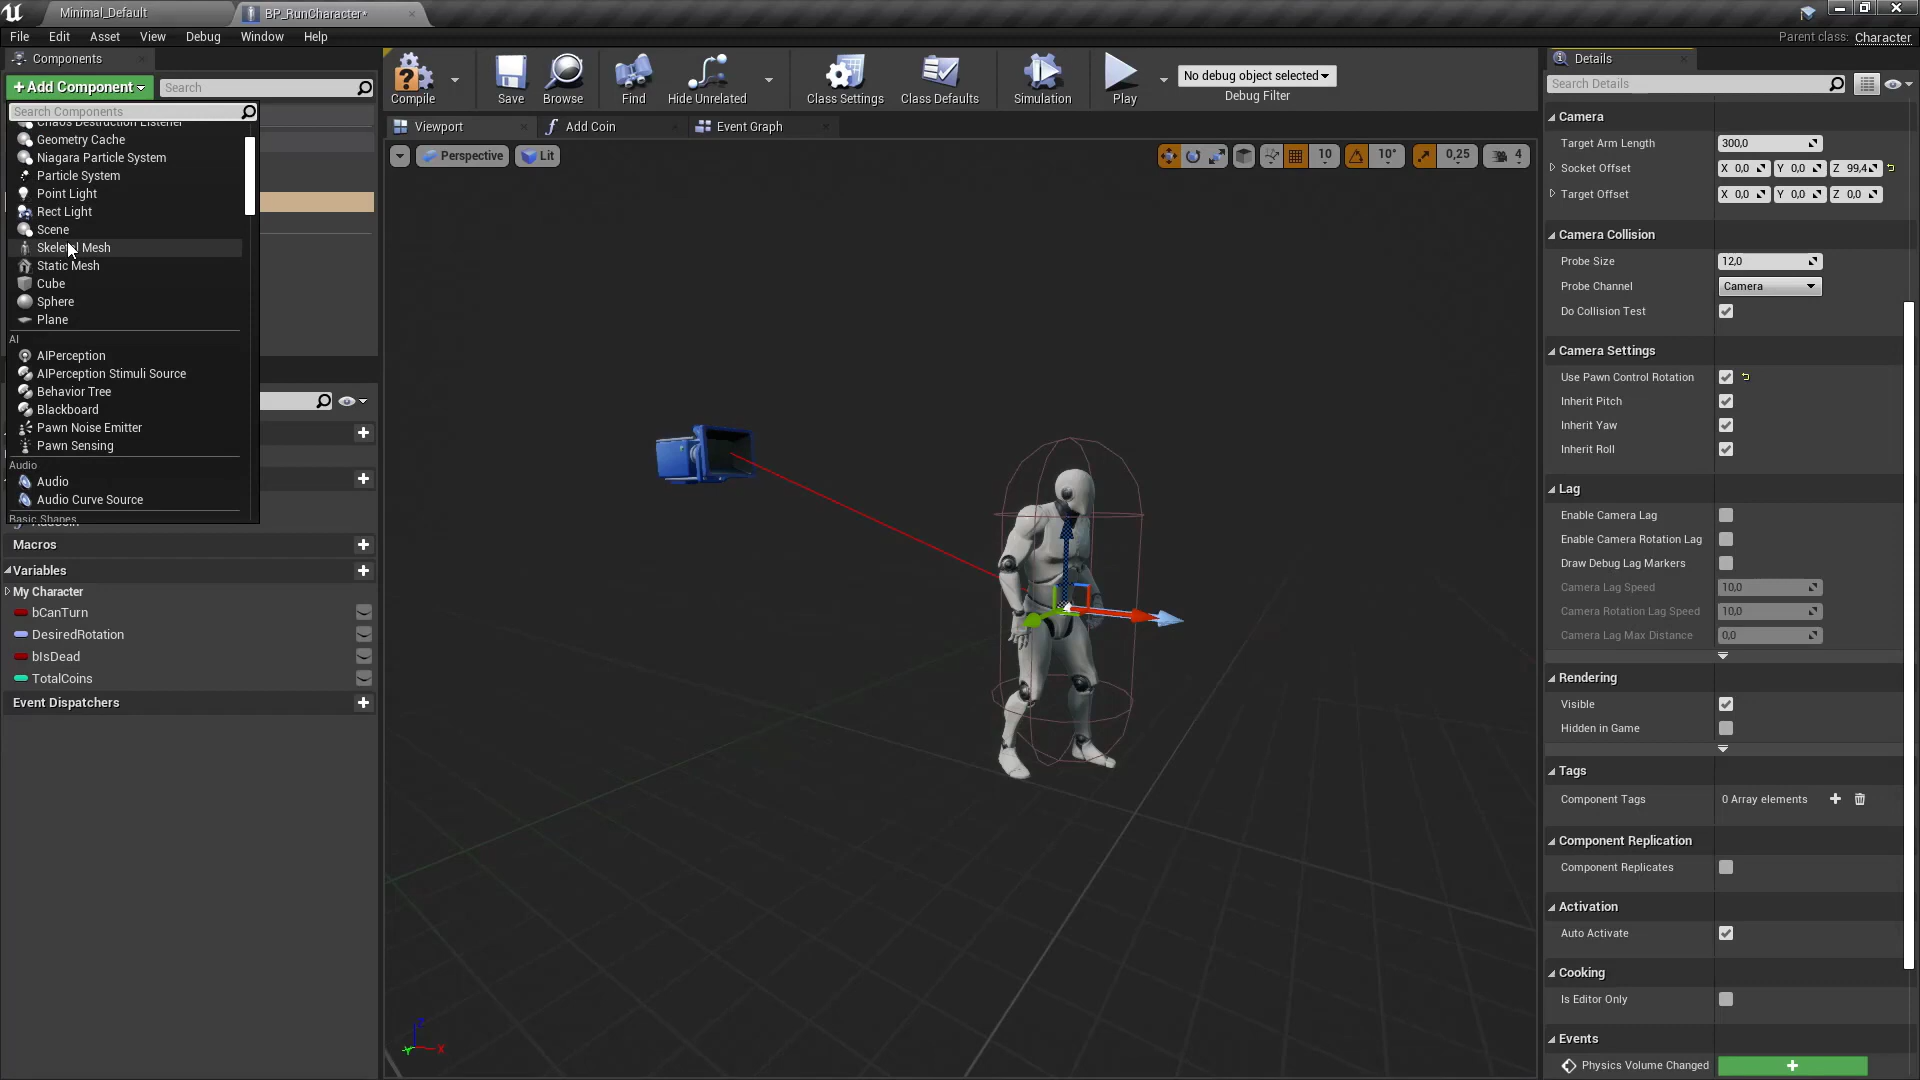 Minimal_Default
BP_RunCharacter*
File Edit Asset View Debug Window Help
Parent class: Character
Components
+Add Component
Search
Search Components
Chaos Destruction Listener
Geometry Cache
Niagara Particle System
Particle System
Point Light
Rect Light
Scene
Skeletal Mesh
Static Mesh
Cube
Sphere
Plane
AI
AIPerception
AIPerception Stimuli Source
Behavior Tree
Blackboard
Pawn Noise Emitter
Pawn Sensing
Audio
Audio
Audio Curve Source
Basic Shapes
Macros
Variables
My Character
bCanTurn
DesiredRotation
bIsDead
TotalCoins
Event Dispatchers
Compile
Save
Browse
Find
Hide Unrelated
Class Settings
Class Defaults
Simulation
Play
No debug object selected
Debug Filter
Viewport
Add Coin
Event Graph
Perspective
Lit
10
10°
0,25
4
Z
X
Y
Details
Search Details
Camera
Target Arm Length 300,0
Socket Offset X 0,0 Y 0,0 Z 99,4
Target Offset X 0,0 Y 0,0 Z 0,0
Camera Collision
Probe Size 12,0
Probe Channel Camera
Do Collision Test
Camera Settings
Use Pawn Control Rotation
Inherit Pitch
Inherit Yaw
Inherit Roll
Lag
Enable Camera Lag
Enable Camera Rotation Lag
Draw Debug Lag Markers
Camera Lag Speed 10,0
Camera Rotation Lag Speed 10,0
Camera Lag Max Distance 0,0
Rendering
Visible
Hidden in Game
Tags
Component Tags 0 Array elements
Component Replication
Component Replicates
Activation
Auto Activate
Cooking
Is Editor Only
Events
Physics Volume Changed